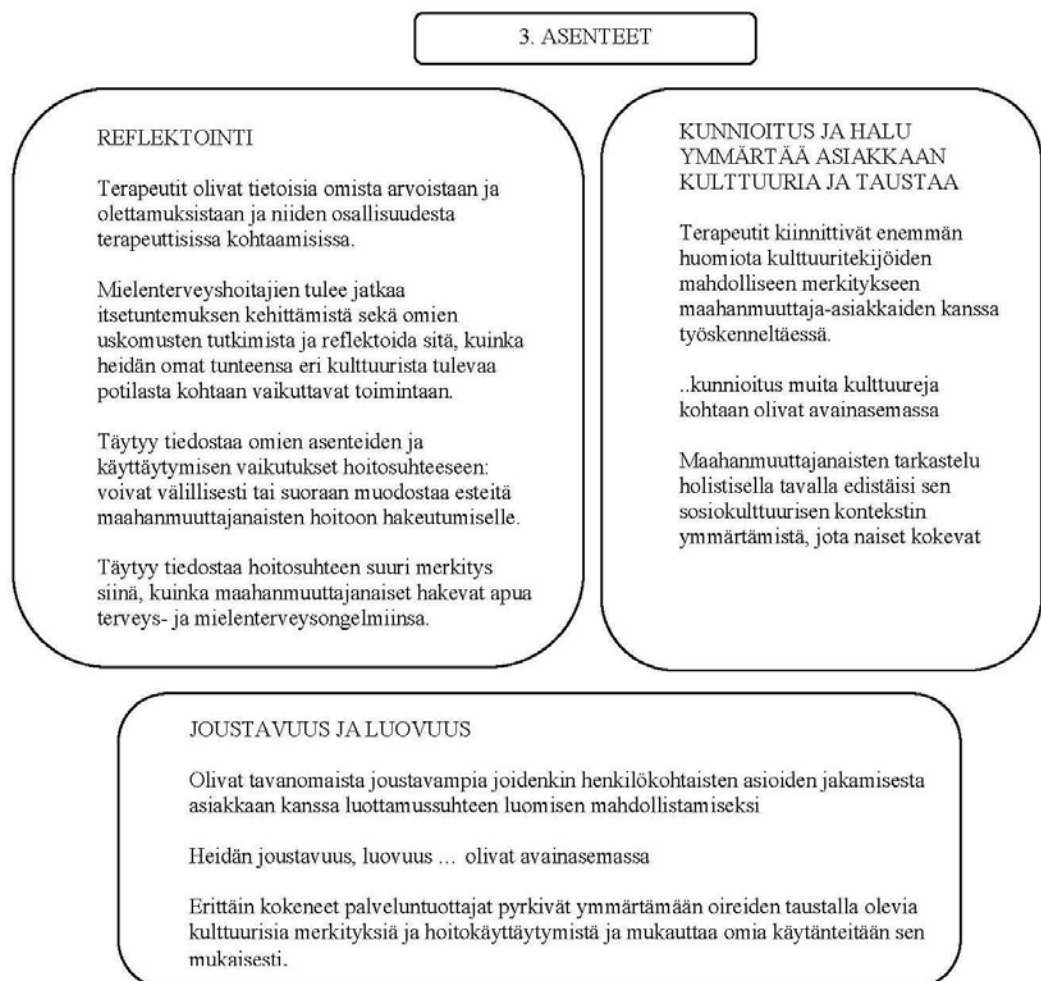 3. ASENTEET
REFLEKTOINTI
Terapeutit olivat tietoisia omista arvoistaan ja
olettamuksistaan ja niiden osallisuudesta
terapeuttisissa kohtaamisissa.
Mielenterveyshoitajien tulee jatkaa
itsetuntemuksen kehittämistä sekä omien
uskomusten tutkimista ja reflektoida sitä, kuinka
heidän omat tunteensa eri kulttuurista tulevaa
potilasta kohtaan vaikuttavat toimintaan.
Täytyy tiedostaa omien asenteiden ja
käyttäytymisen vaikutukset hoitosuhteeseen:
voivat välillisesti tai suoraan muodostaa esteitä
maahanmuuttajanaisten hoitoon hakeutumiselle.
Täytyy tiedostaa hoitosuhteen suuri merkitys
siinä, kuinka maahanmuuttajanaiset hakevat apua
terveys- ja mielenterveysongelmiinsa.
KUNNIOITUS JA HALU
YMMÄRTÄÄ ASIAKKAAN
KULTTUURIA JA TAUSTAA
Terapeutit kiinnittivät enemmän
huomiota kulttuuritekijöiden
mahdolliseen merkitykseen
maahanmuuttaja-asiakkaiden kanssa
työskenneltäessä.
..kunnioitus muita kulttuureja
kohtaan olivat avainasemassa
Maahanmuuttajanaisten tarkastelu
holistisella tavalla edistäisi sen
sosiokulttuurisen kontekstin
ymmärtämistä, jota naiset kokevat
JOUSTAVUUS JA LUOVUUS
Olivat tavanomaista joustavampia joidenkin henkilökohtaisten asioiden jakamisesta
asiakkaan kanssa luottamussuhteen luomisen mahdollistamiseksi
Heidän joustavuus, luovuus … olivat avainasemassa
Erittäin kokeneet palveluntuottajat pyrkivät ymmärtämään oireiden taustalla olevia
kulttuurisia merkityksiä ja hoitokäyttäytymistä ja mukauttaa omia käytänteitään sen
mukaisesti.